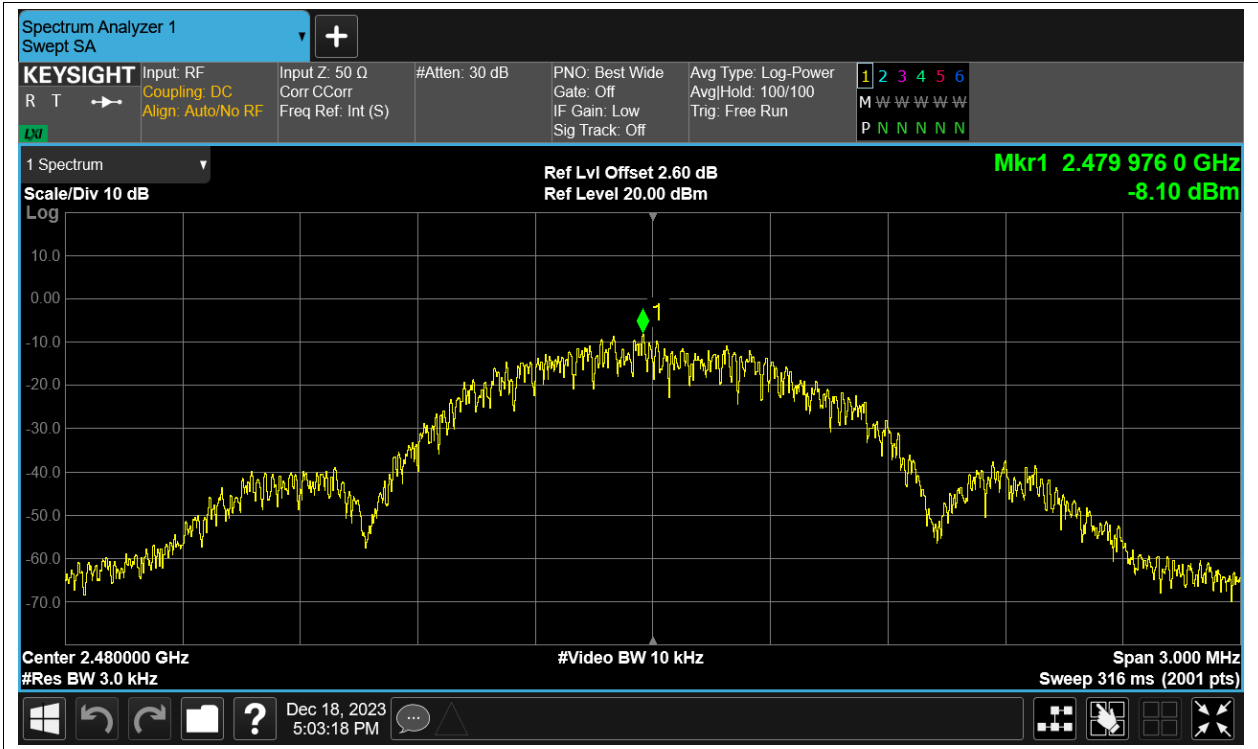 Spectrum Analyzer 1
Swept SA
KEYSIGHT
R T
LXI
Input: RF
Coupling: DC
Align: Auto/No RF
Input Z: 50 Ω
Corr CCorr
Freq Ref: Int (S)
#Atten: 30 dB
PNO: Best Wide
Gate: Off
IF Gain: Low
Sig Track: Off
Avg Type: Log-Power
Avg|Hold: 100/100
Trig: Free Run
1 2 3 4 5 6
M W W W W W W
P N N N N N
1 Spectrum
Scale/Div 10 dB
Ref Lvl Offset 2.60 dB
Ref Level 20.00 dBm
Mkr1 2.479 976 0 GHz
-8.10 dBm
Log
10.0
0.00
-10.0
-20.0
-30.0
-40.0
-50.0
-60.0
-70.0
1
Center 2.480000 GHz
#Res BW 3.0 kHz
#Video BW 10 kHz
Span 3.000 MHz
Sweep 316 ms (2001 pts)
?
Dec 18, 2023
5:03:18 PM